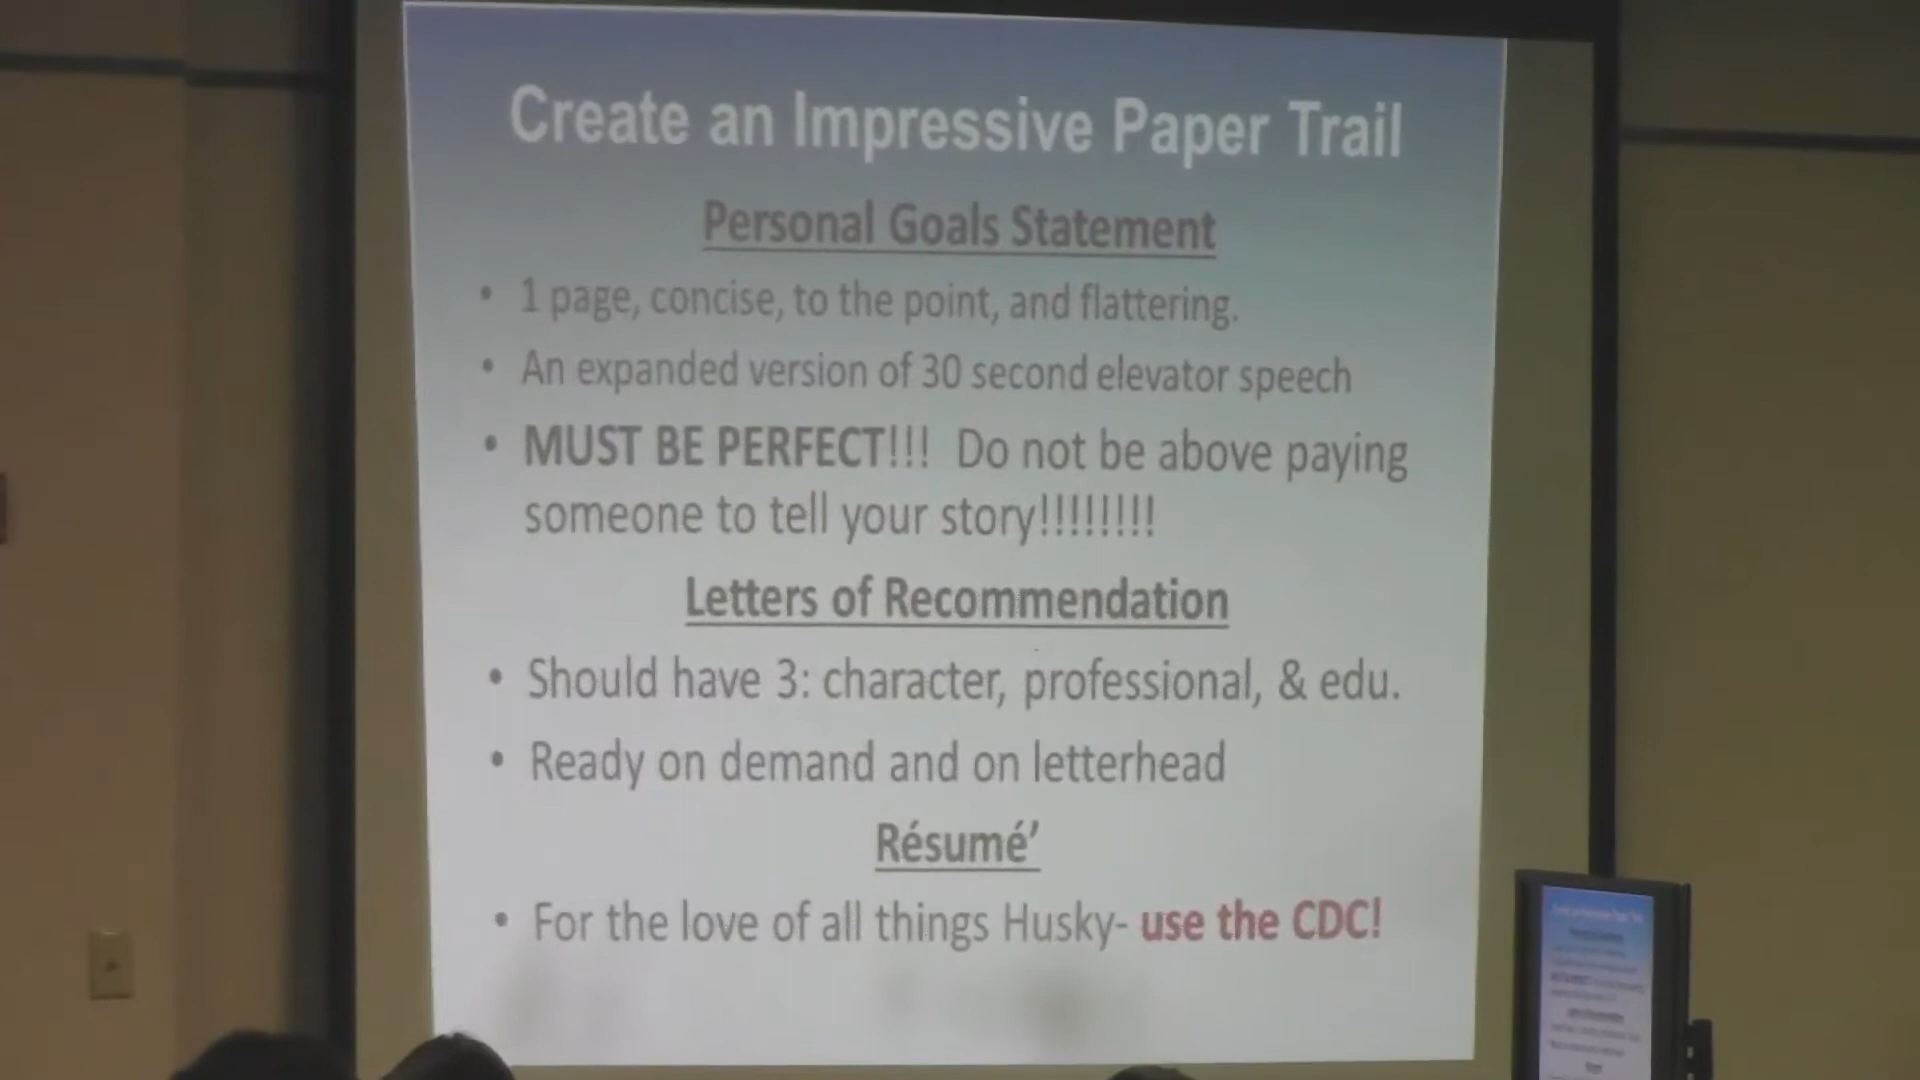 Create an Impressive Paper Trail
Personal Goals Statement
• 1 page, concise, to the point, and flattering.
• An expanded version of 30 second elevator speech
• MUST BE PERFECT!!! Do not be above paying
someone to tell your story!!!!!!!!
Letters of Recommendation
• Should have 3: character, professional, & edu.
• Ready on demand and on letterhead
Résumé’
• For the love of all things Husky- use the CDC!